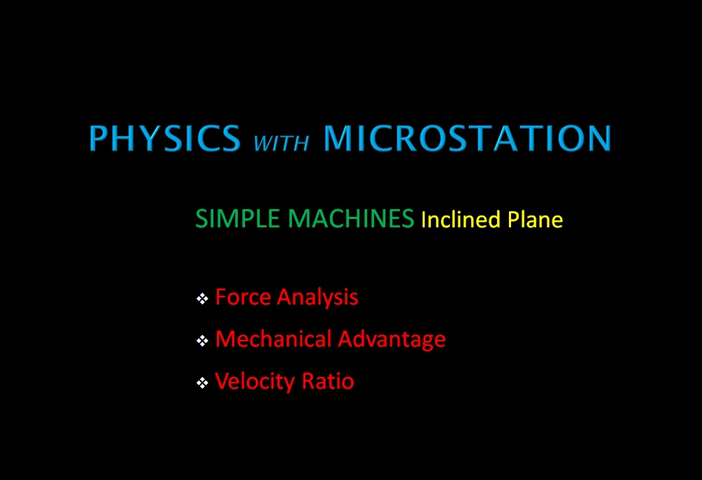 PHYSICS WITH MICROSTATION
SIMPLE MACHINES Inclined Plane
❖ Force Analysis
❖ Mechanical Advantage
❖ Velocity Ratio